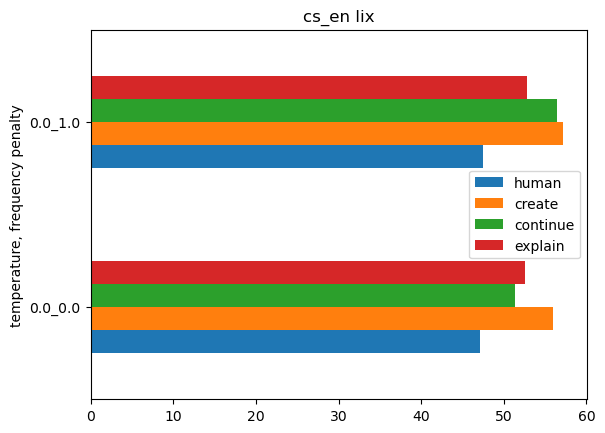 cs_en lix
temperature, frequency penalty
0.0_1.0
0.0_0.0
human
create
continue
explain
0 10 20 30 40 50 60